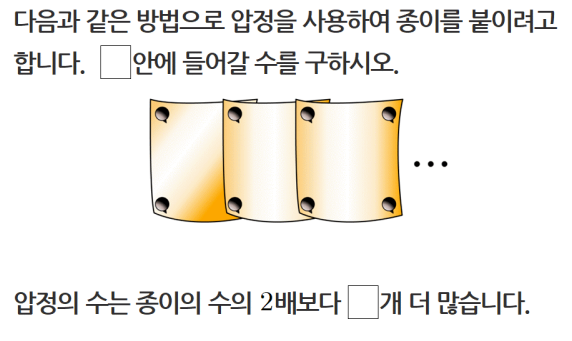 다음과 같은 방법으로 압정을 사용하여 종이를 붙이려고
합니다. □안에 들어갈 수를 구하시오.
…
압정의 수는 종이의 수의 2배보다 □개 더 많습니다.